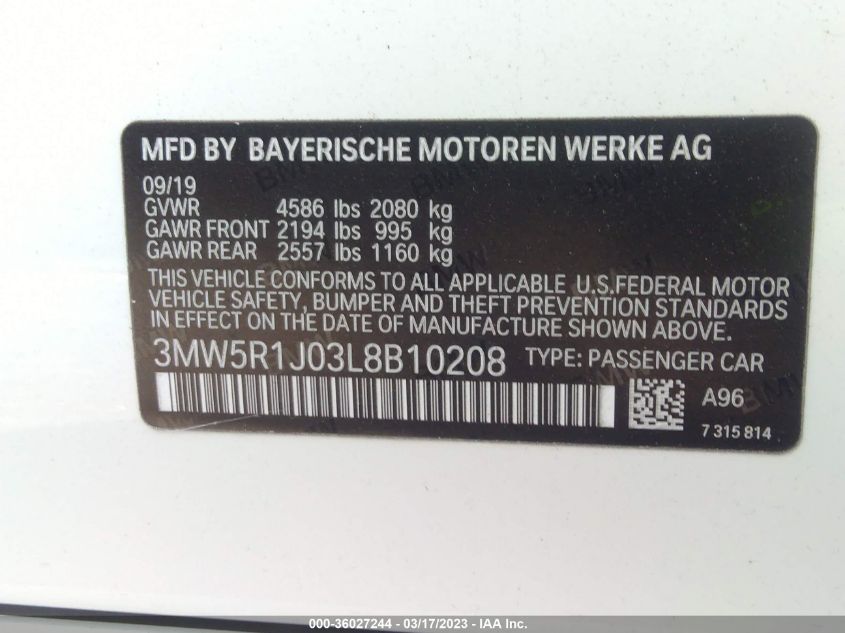 MFD BY BAYERISCHE MOTOREN WERKE AG
09/19
GVWR 4586 lbs 2080 kg
GAWR FRONT 2194 lbs 995 kg
GAWR REAR 2557 lbs 1160 kg
THIS VEHICLE CONFORMS TO ALL APPLICABLE U.S.FEDERAL MOTOR
VEHICLE SAFETY, BUMPER AND THEFT PREVENTION STANDARDS
IN EFFECT ON THE DATE OF MANUFACTURE SHOWN ABOVE.
3MW5R1J03L8B10208 TYPE: PASSENGER CAR
A96
7 315 814
000-36027244 / 03/17/2023 - IAA Inc.